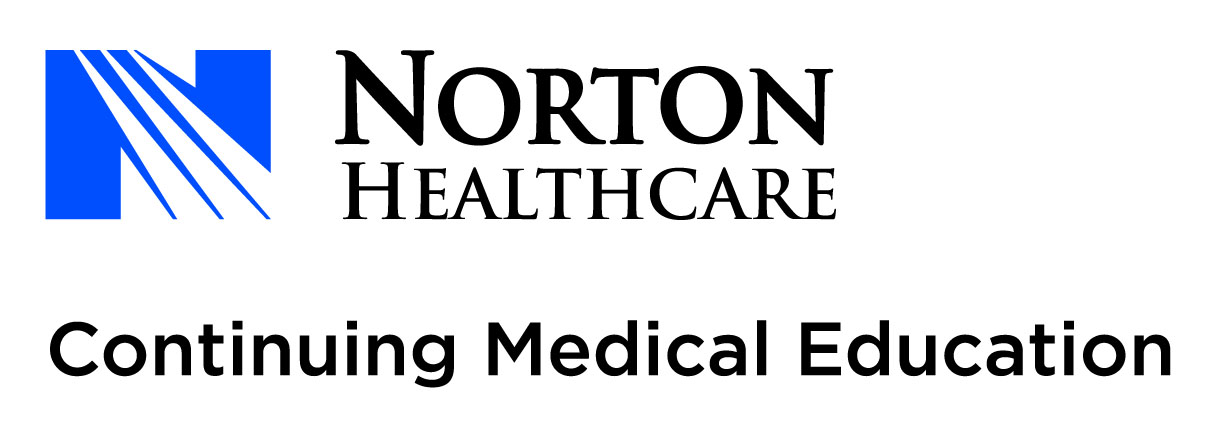 NORTON
HEALTHCARE
Continuing Medical Education